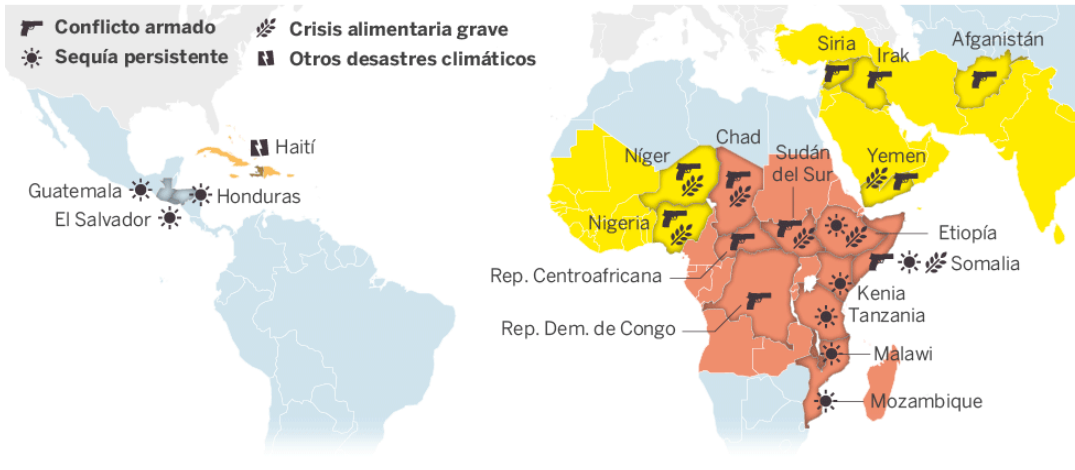 Conflicto armado
Sequía persistente
Crisis alimentaria grave
Otros desastres climáticos
Haití
Guatemala
Honduras
El Salvador
Siria
Irak
Afganistán
Chad
Níger
Sudán
del Sur
Yemen
Nigeria
Etiopía
Rep. Centroafricana
Somalia
Kenia
Tanzania
Rep. Dem. de Congo
Malawi
Mozambique